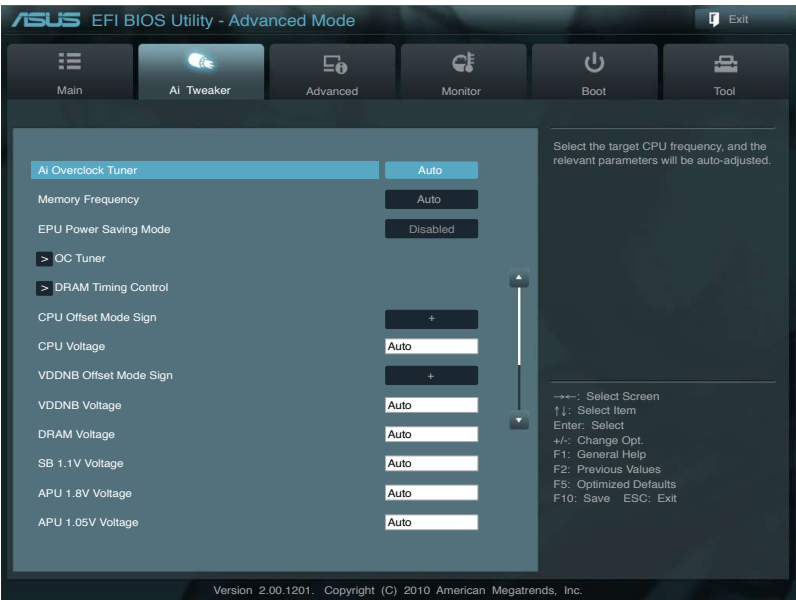 ASUS EFI BIOS Utility - Advanced Mode
Exit
Main
Ai Tweaker
Advanced
Monitor
Boot
Tool
Ai Overclock Tuner Auto
Memory Frequency Auto
EPU Power Saving Mode Disabled
> OC Tuner
> DRAM Timing Control
CPU Offset Mode Sign +
CPU Voltage Auto
VDDNB Offset Mode Sign +
VDDNB Voltage Auto
DRAM Voltage Auto
SB 1.1V Voltage Auto
APU 1.8V Voltage Auto
APU 1.05V Voltage Auto
Select the target CPU frequency, and the
relevant parameters will be auto-adjusted.
→←: Select Screen
↑↓: Select Item
Enter: Select
+/-: Change Opt.
F1: General Help
F2: Previous Values
F5: Optimized Defaults
F10: Save ESC: Exit
Version 2.00.1201. Copyright (C) 2010 American Megatrends, Inc.